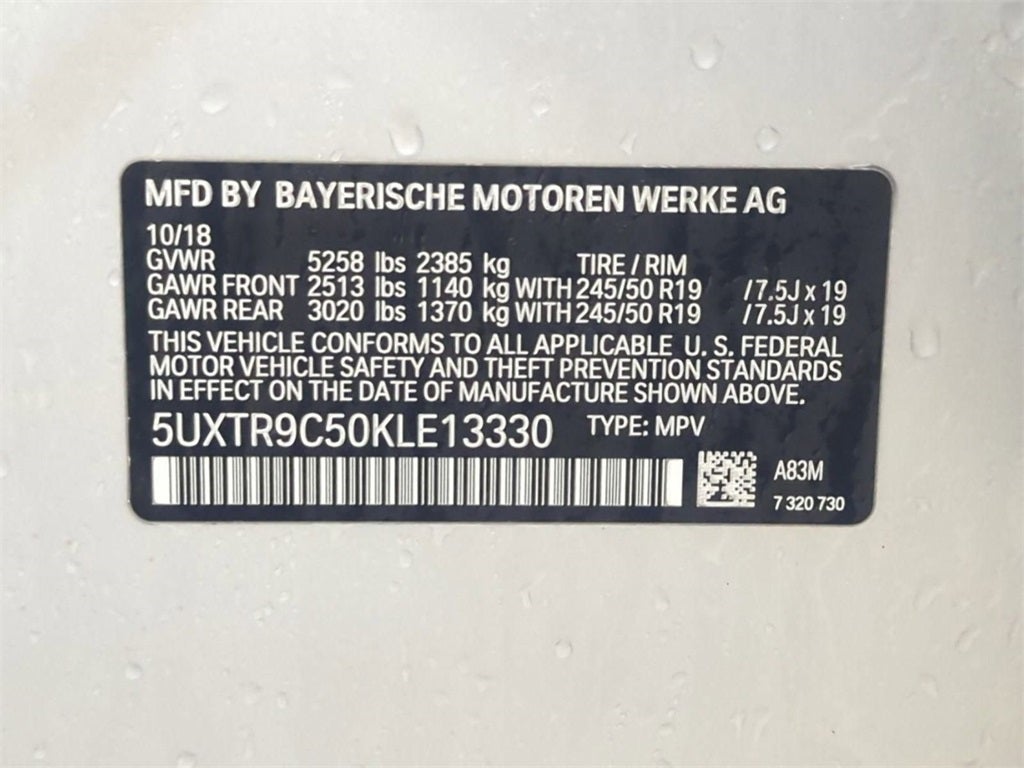 MFD BY BAYERISCHE MOTOREN WERKE AG
10/18
GVWR 5258 lbs 2385 kg TIRE / RIM
GAWR FRONT 2513 lbs 1140 kg WITH 245/50 R19 /7.5J x 19
GAWR REAR 3020 lbs 1370 kg WITH 245/50 R19 /7.5J x 19
THIS VEHICLE CONFORMS TO ALL APPLICABLE U. S. FEDERAL
MOTOR VEHICLE SAFETY AND THEFT PREVENTION STANDARDS
IN EFFECT ON THE DATE OF MANUFACTURE SHOWN ABOVE.
5UXTR9C50KLE13330 TYPE: MPV
A83M
7 320 730